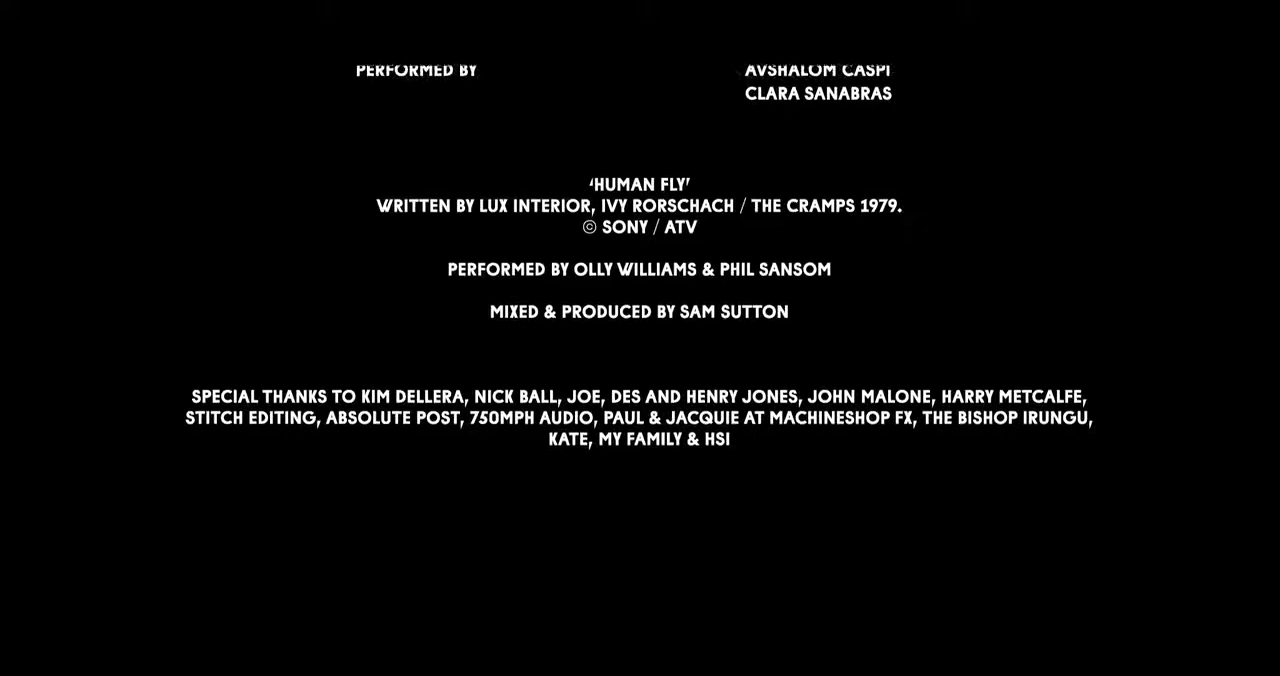 PERFORMED BY AVSHALOM CASPI
CLARA SANABRAS
'HUMAN FLY'
WRITTEN BY LUX INTERIOR, IVY RORSCHACH / THE CRAMPS 1979.
© SONY / ATV
PERFORMED BY OLLY WILLIAMS & PHIL SANSOM
MIXED & PRODUCED BY SAM SUTTON
SPECIAL THANKS TO KIM DELLERA, NICK BALL, JOE, DES AND HENRY JONES, JOHN MALONE, HARRY METCALFE,
STITCH EDITING, ABSOLUTE POST, 750MPH AUDIO, PAUL & JACQUIE AT MACHINESHOP FX, THE BISHOP IRUNGU,
KATE, MY FAMILY & HSI